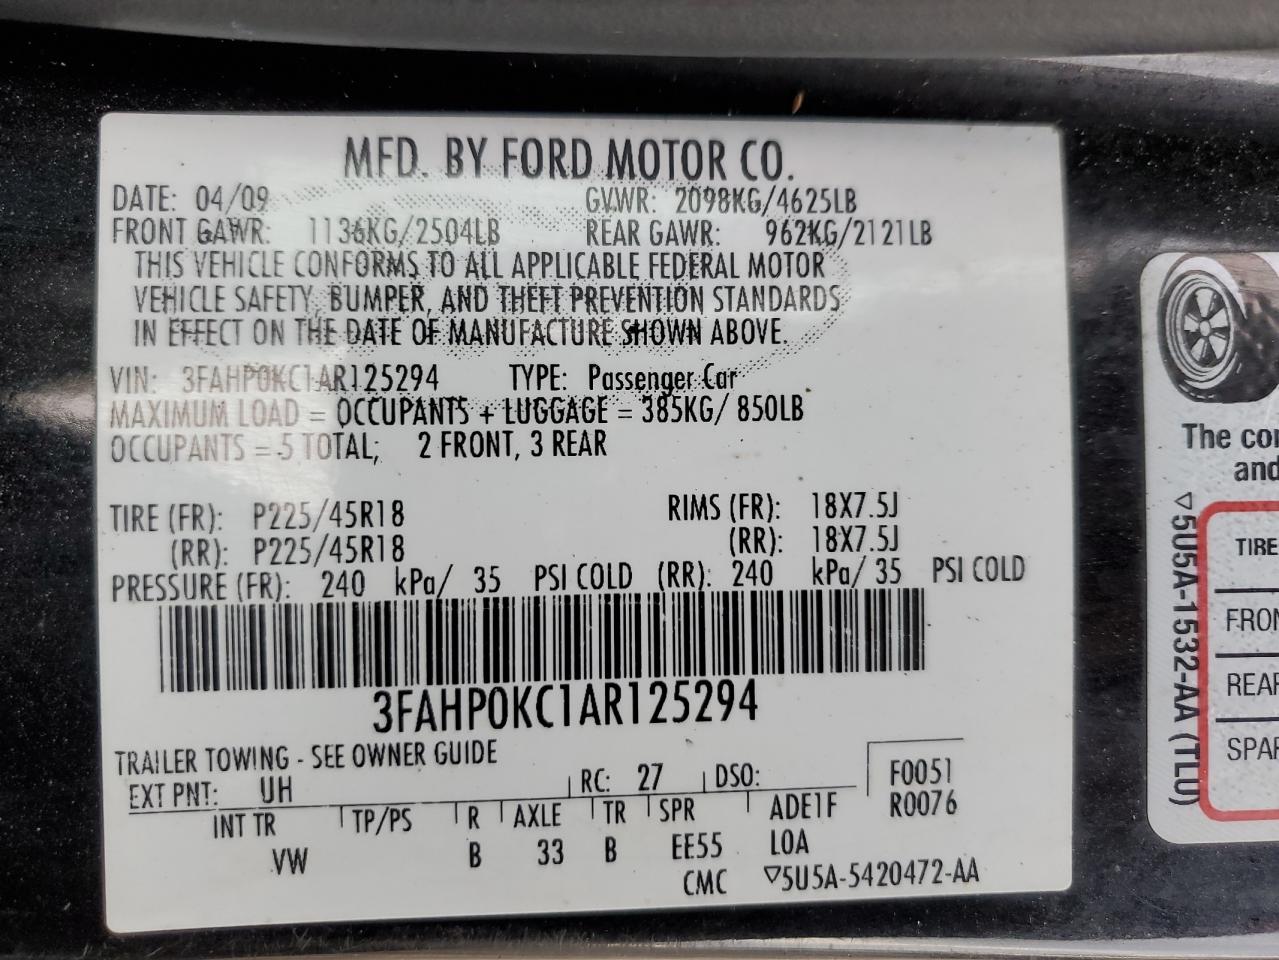 MFD. BY FORD MOTOR CO.
DATE: 04/09 GVWR: 2098KG/4625LB
FRONT GAWR: 1136KG/2504LB REAR GAWR: 962KG/2121LB
THIS VEHICLE CONFORMS TO ALL APPLICABLE FEDERAL MOTOR
VEHICLE SAFETY, BUMPER, AND THEFT PREVENTION STANDARDS
IN EFFECT ON THE DATE OF MANUFACTURE SHOWN ABOVE.
VIN: 3FAHP0KC1AR125294 TYPE: Passenger Car
MAXIMUM LOAD = OCCUPANTS + LUGGAGE = 385KG/ 850LB
OCCUPANTS = 5 TOTAL; 2 FRONT, 3 REAR
TIRE (FR): P225/45R18 RIMS (FR): 18X7.5J
(RR): P225/45R18 (RR): 18X7.5J
PRESSURE (FR): 240 kPa/ 35 PSI COLD (RR): 240 kPa/ 35 PSI COLD
3FAHP0KC1AR125294
TRAILER TOWING - SEE OWNER GUIDE
EXT PNT: UH RC: 27 DSO: F0051
INT TR TP/PS R AXLE TR SPR ADE1F R0076
VW B 33 B EE55 LOA
CMC ▽5U5A-5420472-AA
The co
and
▽5U5A-1532-AA (TLU)
TIRE
FRON
REAR
SPAR